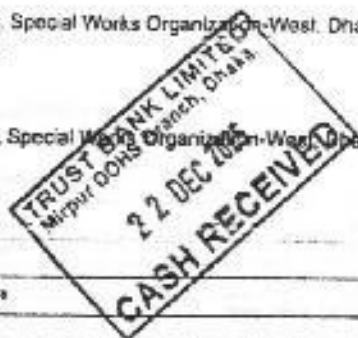 Special Works Organization-West, Dha
Special Works Organization-West, Dha
TRUST BANK LIMITED
Mirpur DOHS Branch, Dhaka
22 DEC
CASH RECEIVED